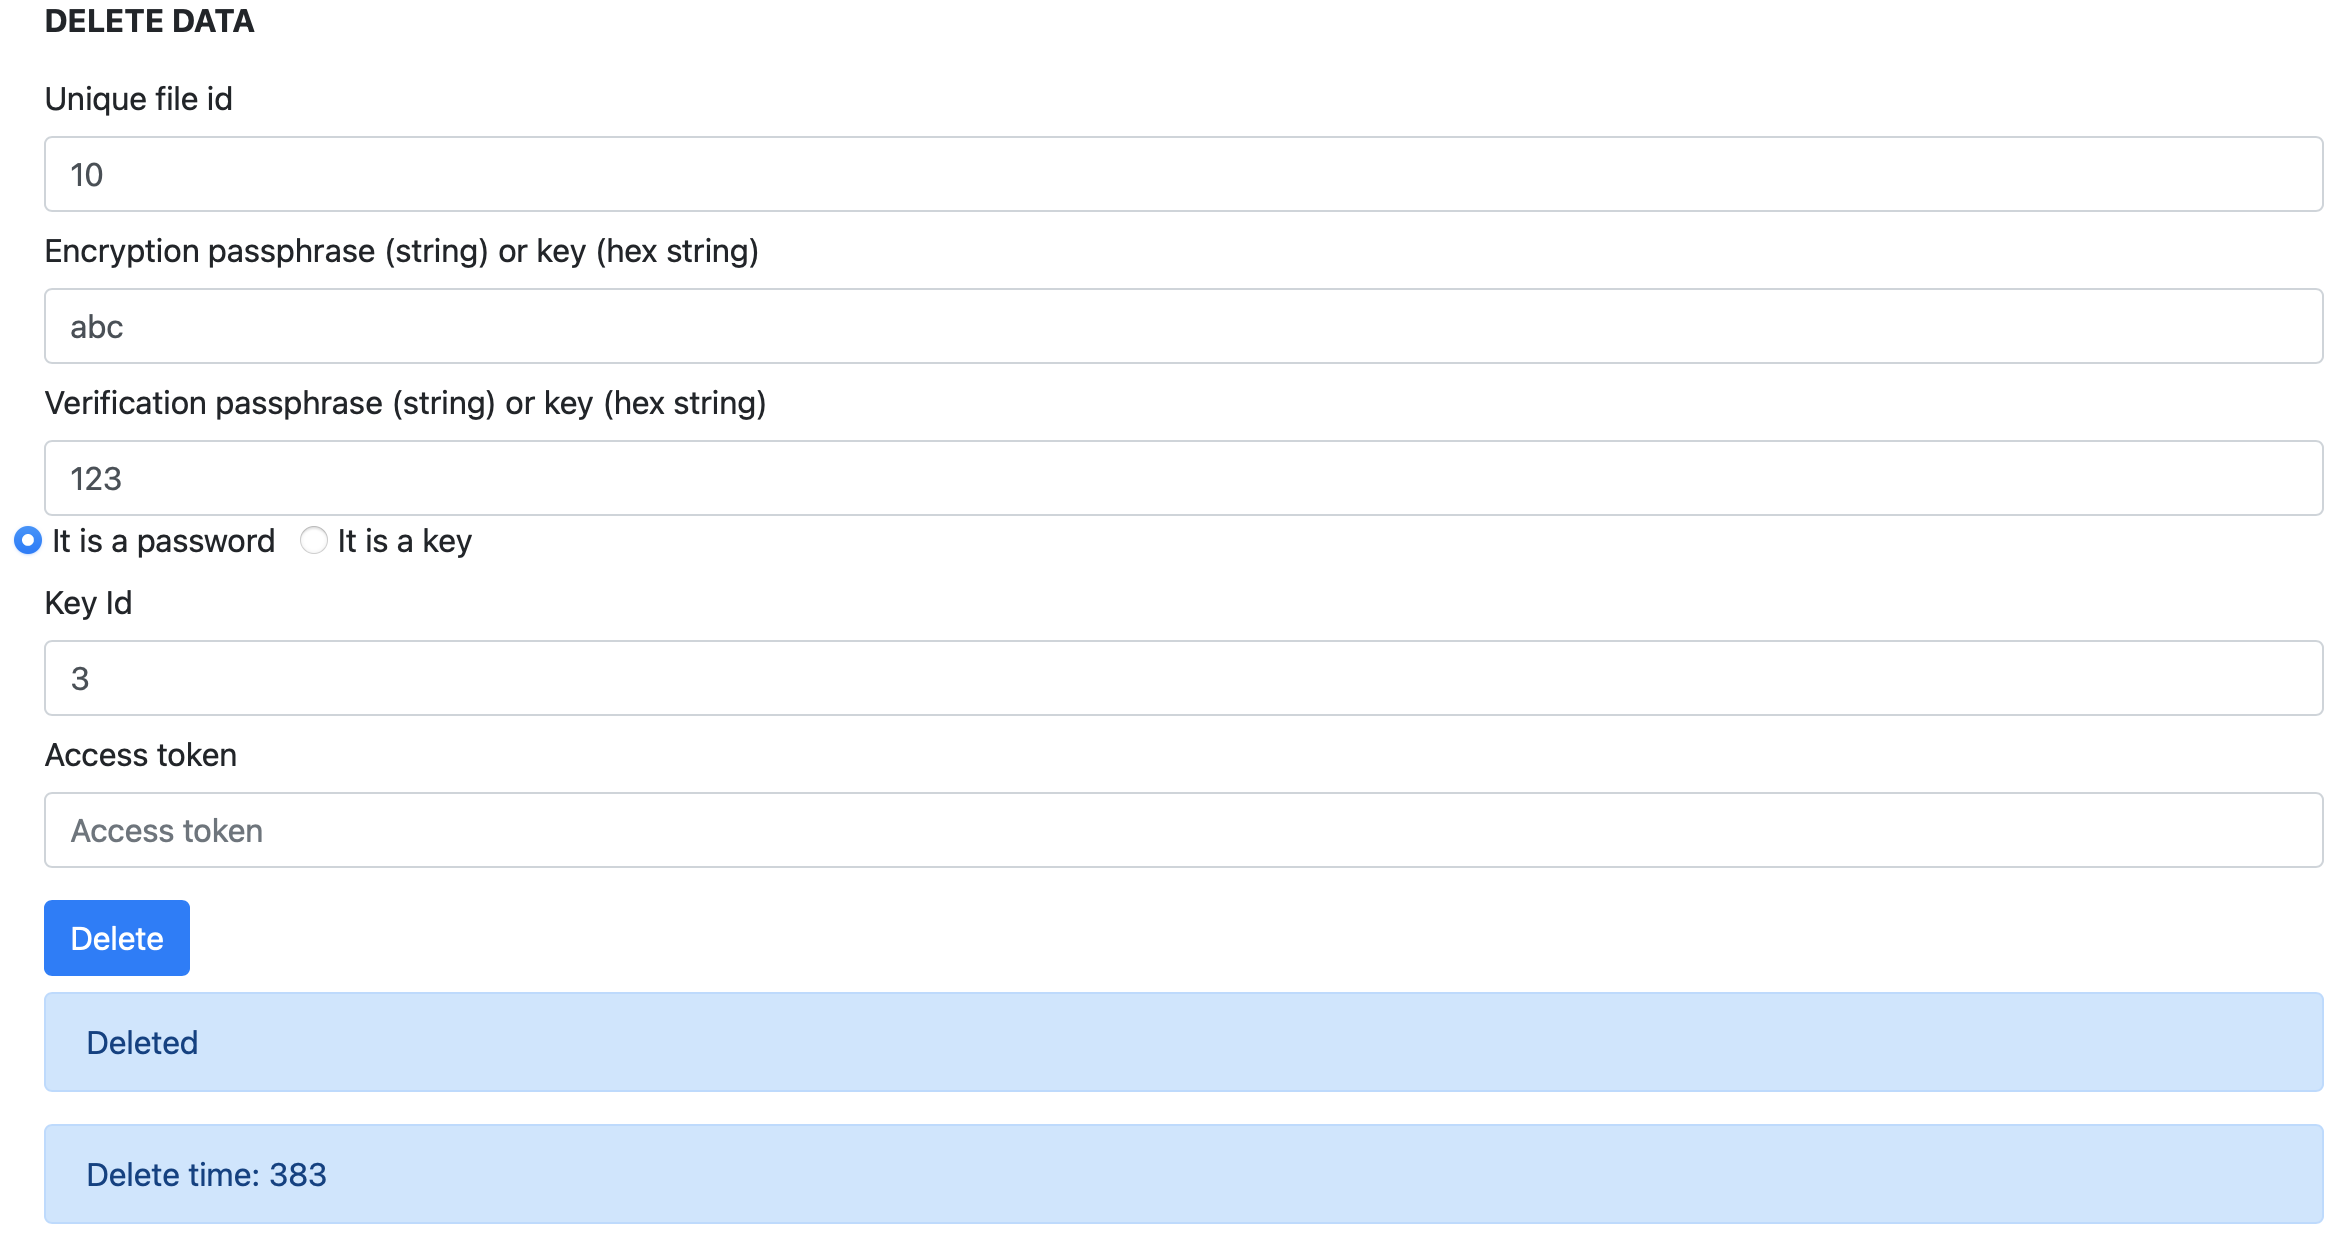 DELETE DATA
Unique file id
10
Encryption passphrase (string) or key (hex string)
abc
Verification passphrase (string) or key (hex string)
123
It is a password It is a key
Key Id
3
Access token
Access token
Delete
Deleted
Delete time: 383